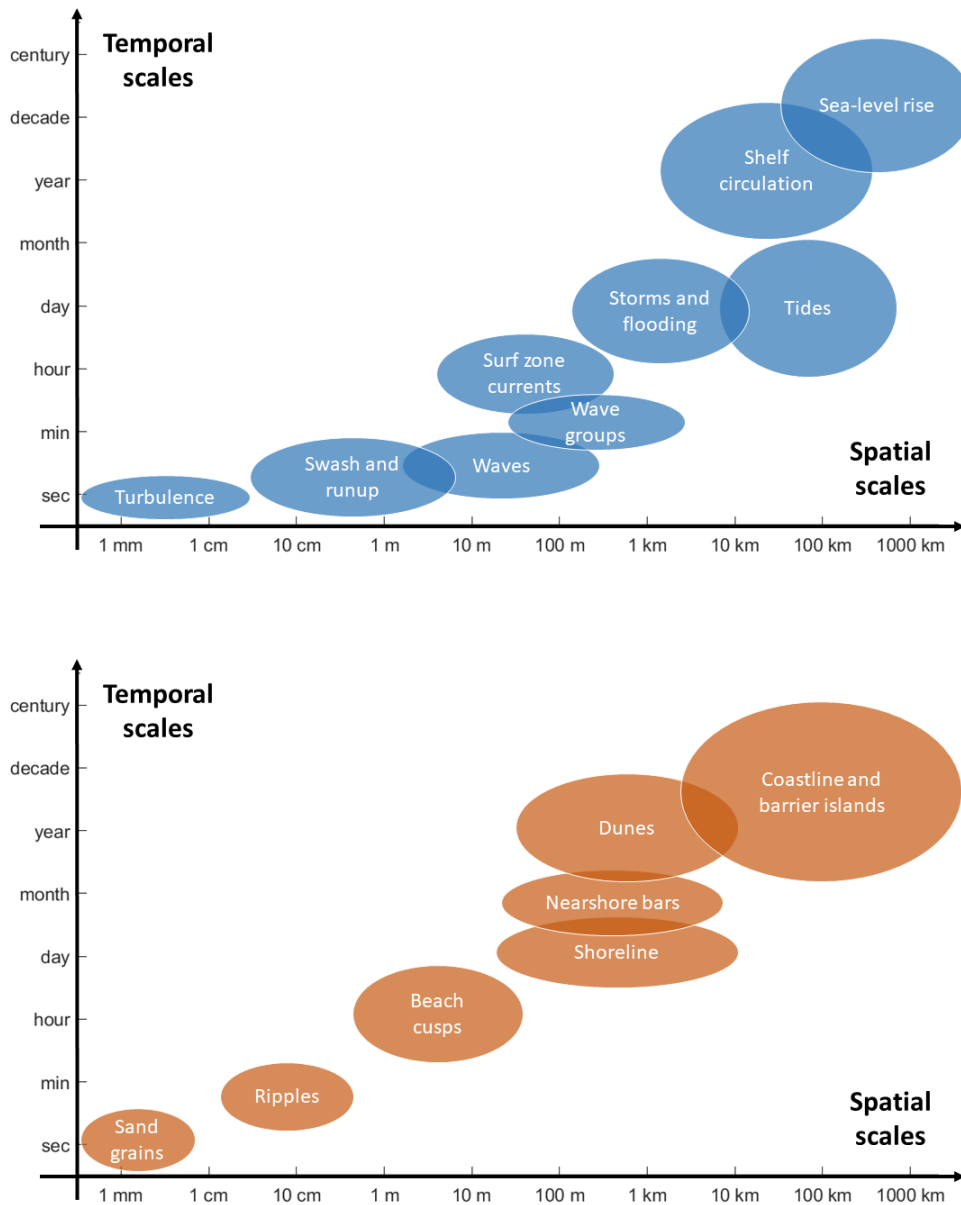 Temporal
scales
century
decade
year
month
day
hour
min
sec
Sea-level rise
Shelf
circulation
Storms and
flooding
Tides
Surf zone
currents
Wave
groups
Swash and
runup
Waves
Turbulence
Spatial
scales
1 mm
1 cm
10 cm
1 m
10 m
100 m
1 km
10 km
100 km
1000 km
Temporal
scales
century
decade
year
month
day
hour
min
sec
Coastline and
barrier islands
Dunes
Nearshore bars
Shoreline
Beach
cusps
Ripples
Sand
grains
Spatial
scales
1 mm
1 cm
10 cm
1 m
10 m
100 m
1 km
10 km
100 km
1000 km